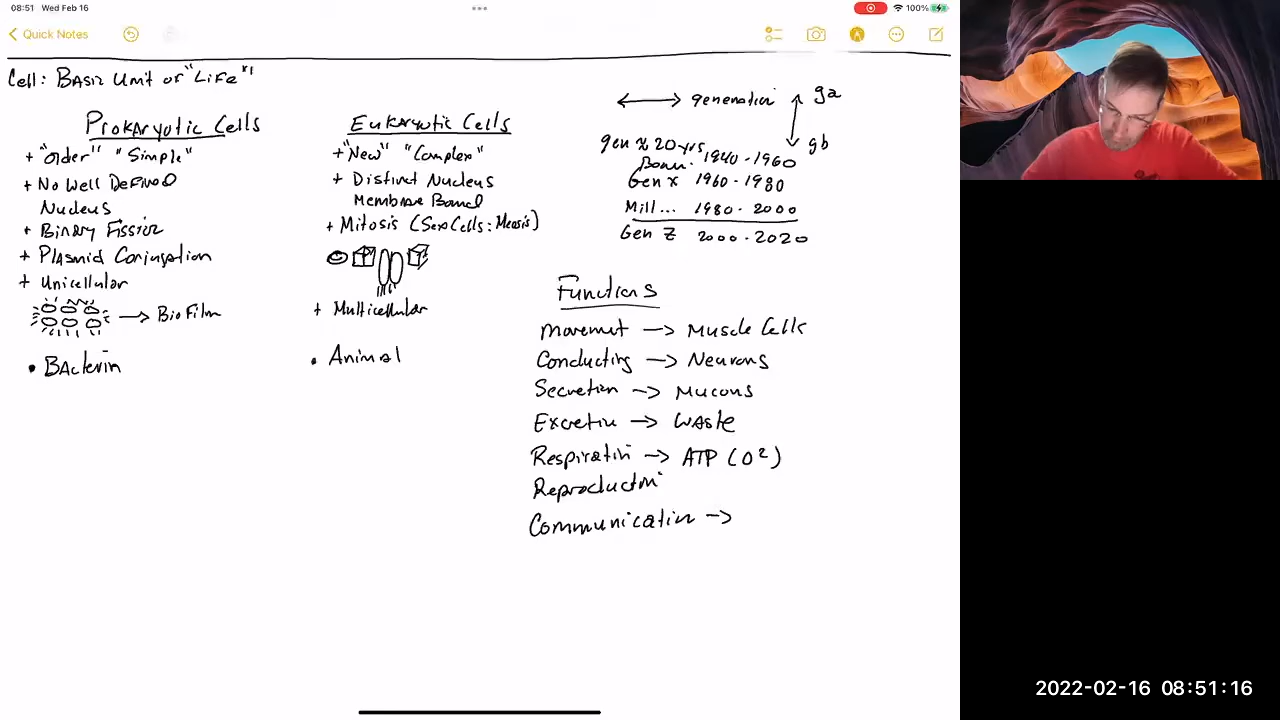 08:51 Wed Feb 16
100%
Quick Notes
Cell: Basic Unit of "Life"
Prokaryotic Cells
+ "Older" "Simple"
+ No Well Defined
Nucleus
+ Binary Fission
+ Plasmid Conjugation
+ Unicellular
→ BioFilm
• Bacteria
Eukaryotic Cells
+ "New" "Complex"
+ Distinct Nucleus
Membrane Bound
+ Mitosis (Sex Cells: Meosis)
+ Multicellular
• Animal
↔ generation ↕ ga
gb
gen ≈ 20 yrs
Boom. 1940 - 1960
Gen X 1960 - 1980
Mill... 1980 - 2000
Gen Z 2000 - 2020
Functions
Movement → Muscle Cells
Conducting → Neurons
Secretion → Mucous
Excretion → Waste
Respiration → ATP (O²)
Reproduction
Communication →
2022-02-16 08:51:16